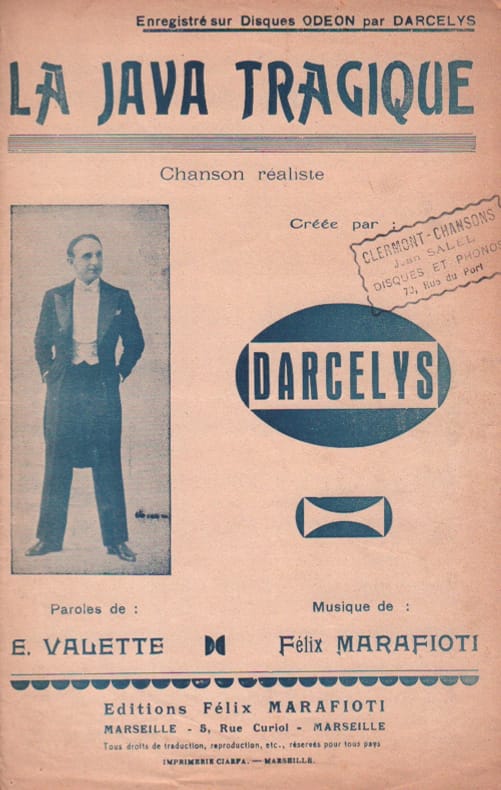 Enregistré sur Disques ODEON par DARCELYS
LA JAVA TRAGIQUE
Chanson réaliste
Créée par :
CLERMONT-CHANSONS
Jean SALEL
DISQUES ET PHONOS
73, Rue du Port
DARCELYS
Paroles de :
Musique de :
E. VALETTE
Félix MARAFIOTI
Editions Félix MARAFIOTI
MARSEILLE - 5, Rue Curiol - MARSEILLE
Tous droits de traduction, reproduction, etc., réservés pour tous pays
IMPRIMERIE CIARFA. — MARSEILLE.